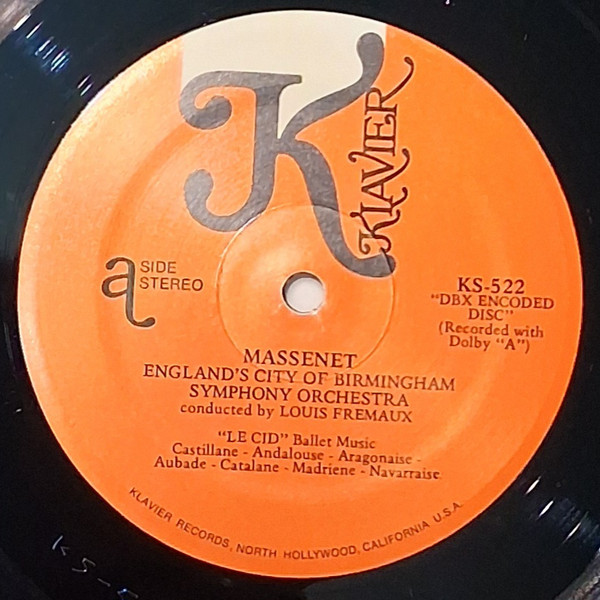 K
KLAVIER
a SIDE
STEREO
KS-522
"DBX ENCODED
DISC"
(Recorded with
Dolby "A")
MASSENET
ENGLAND'S CITY OF BIRMINGHAM
SYMPHONY ORCHESTRA
conducted by LOUIS FREMAUX
"LE CID" Ballet Music
Castillane - Andalouse - Aragonaise -
Aubade - Catalane - Madriene - Navarraise
KLAVIER RECORDS, NORTH HOLLYWOOD, CALIFORNIA U.S.A.